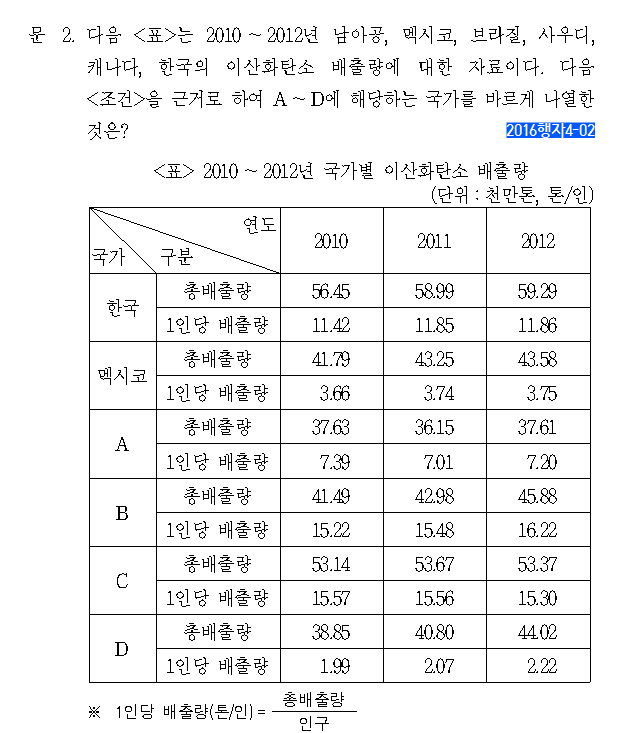 문 2. 다음 <표>는 2010 ~ 2012년 남아공, 멕시코, 브라질, 사우디,
캐나다, 한국의 이산화탄소 배출량에 대한 자료이다. 다음
<조건>을 근거로 하여 A ~ D에 해당하는 국가를 바르게 나열한
것은?
2016행자4-02
<표> 2010 ~ 2012년 국가별 이산화탄소 배출량
(단위 : 천만톤, 톤/인)
국가 구분 연도 2010 2011 2012
한국 총배출량 56.45 58.99 59.29
1인당 배출량 11.42 11.85 11.86
멕시코 총배출량 41.79 43.25 43.58
1인당 배출량 3.66 3.74 3.75
A 총배출량 37.63 36.15 37.61
1인당 배출량 7.39 7.01 7.20
B 총배출량 41.49 42.98 45.88
1인당 배출량 15.22 15.48 16.22
C 총배출량 53.14 53.67 53.37
1인당 배출량 15.57 15.56 15.30
D 총배출량 38.85 40.80 44.02
1인당 배출량 1.99 2.07 2.22
※ 1인당 배출량(톤/인) = 총배출량
인구